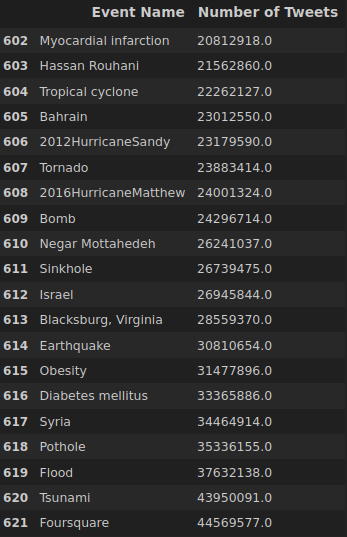 Event Name Number of Tweets
602 Myocardial infarction 20812918.0
603 Hassan Rouhani 21562860.0
604 Tropical cyclone 22262127.0
605 Bahrain 23012550.0
606 2012HurricaneSandy 23179590.0
607 Tornado 23883414.0
608 2016HurricaneMatthew 24001324.0
609 Bomb 24296714.0
610 Negar Mottahedeh 26241037.0
611 Sinkhole 26739475.0
612 Israel 26945844.0
613 Blacksburg, Virginia 28559370.0
614 Earthquake 30810654.0
615 Obesity 31477896.0
616 Diabetes mellitus 33365886.0
617 Syria 34464914.0
618 Pothole 35336155.0
619 Flood 37632138.0
620 Tsunami 43950091.0
621 Foursquare 44569577.0